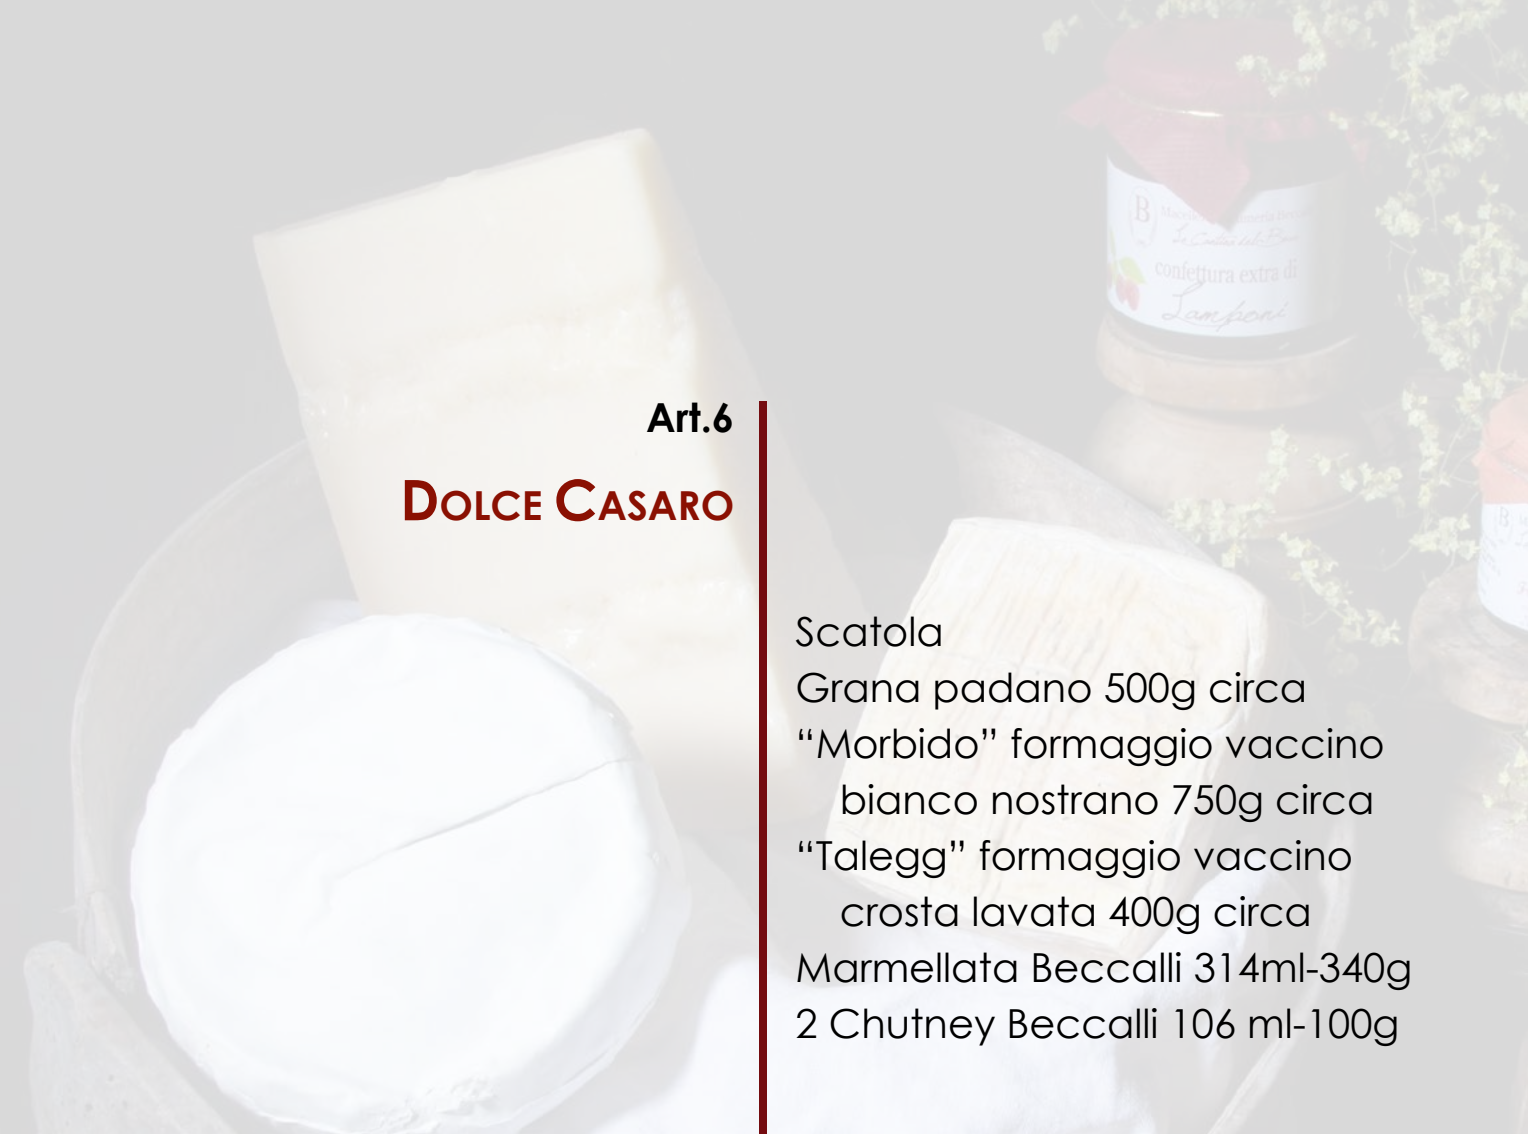 Art.6
DOLCE CASARO
Scatola
Grana padano 500g circa
“Morbido” formaggio vaccino
bianco nostrano 750g circa
“Talegg” formaggio vaccino
crosta lavata 400g circa
Marmellata Beccalli 314ml-340g
2 Chutney Beccalli 106 ml-100g
B
confettura extra di
Lamponi
B